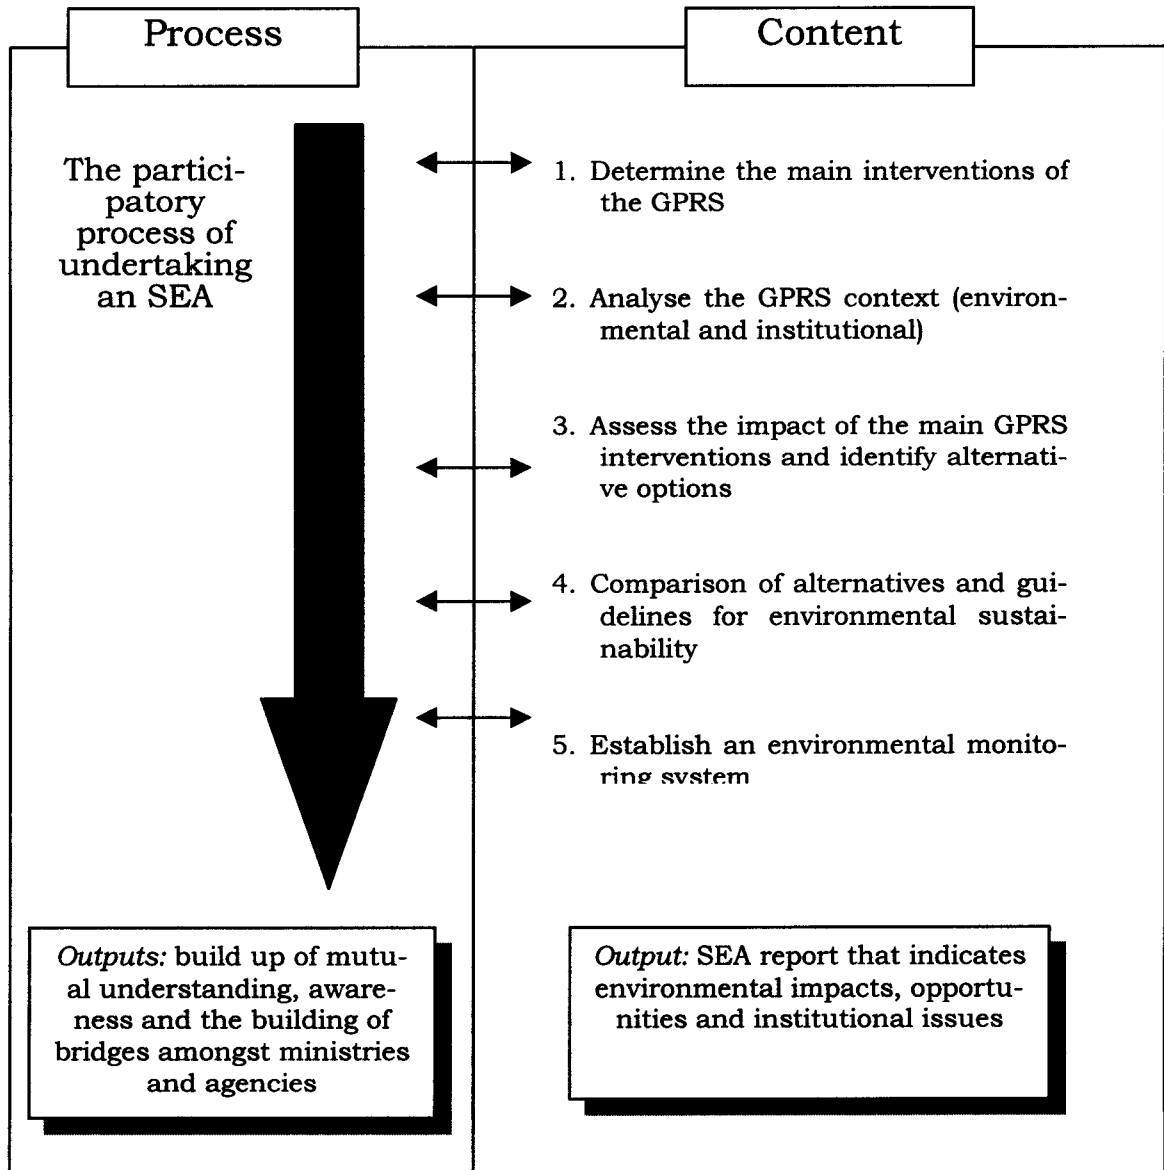 Process
Content
The partici-
patory
process of
undertaking
an SEA
1. Determine the main interventions of
the GPRS
2. Analyse the GPRS context (environ-
mental and institutional)
3. Assess the impact of the main GPRS
interventions and identify alternati-
ve options
4. Comparison of alternatives and gui-
delines for environmental sustai-
nability
5. Establish an environmental monito-
ring system
Outputs: build up of mutu-
al understanding, aware-
ness and the building of
bridges amongst ministries
and agencies
Output: SEA report that indicates
environmental impacts, opportu-
nities and institutional issues